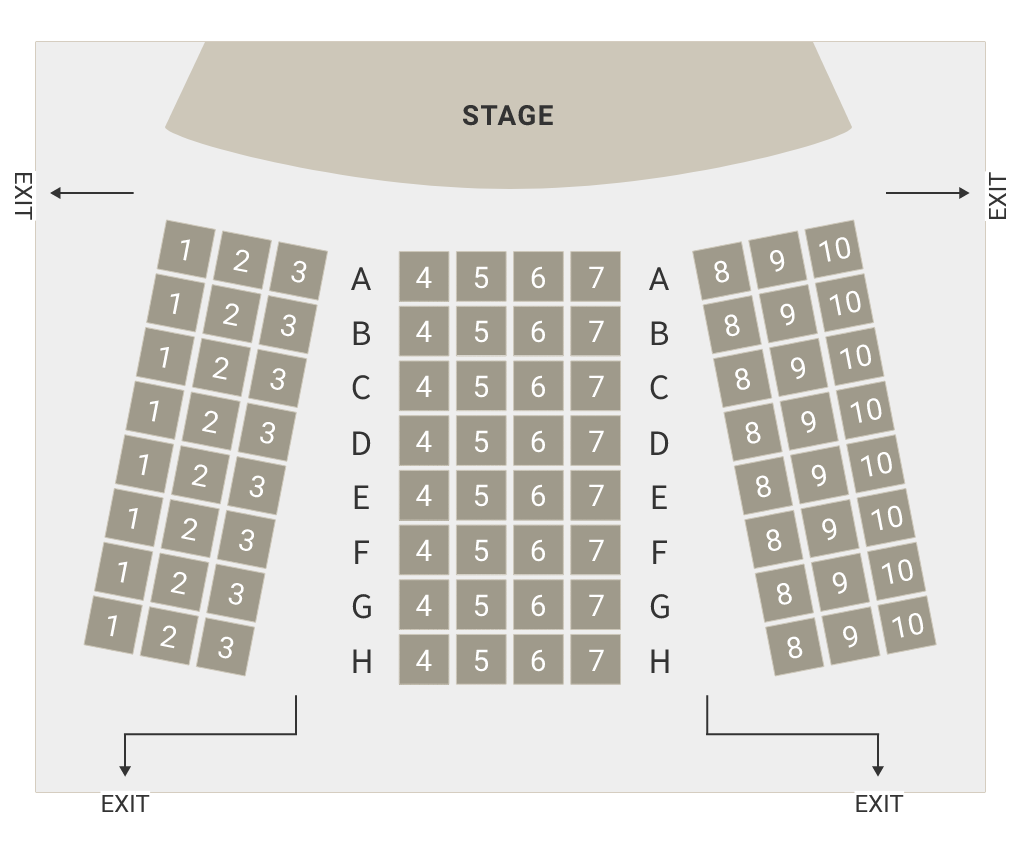 STAGE
EXIT
EXIT
1 2 3 A 4 5 6 7 A 8 9 10
1 2 3 B 4 5 6 7 B 8 9 10
1 2 3 C 4 5 6 7 C 8 9 10
1 2 3 D 4 5 6 7 D 8 9 10
1 2 3 E 4 5 6 7 E 8 9 10
1 2 3 F 4 5 6 7 F 8 9 10
1 2 3 G 4 5 6 7 G 8 9 10
1 2 3 H 4 5 6 7 H 8 9 10
EXIT
EXIT